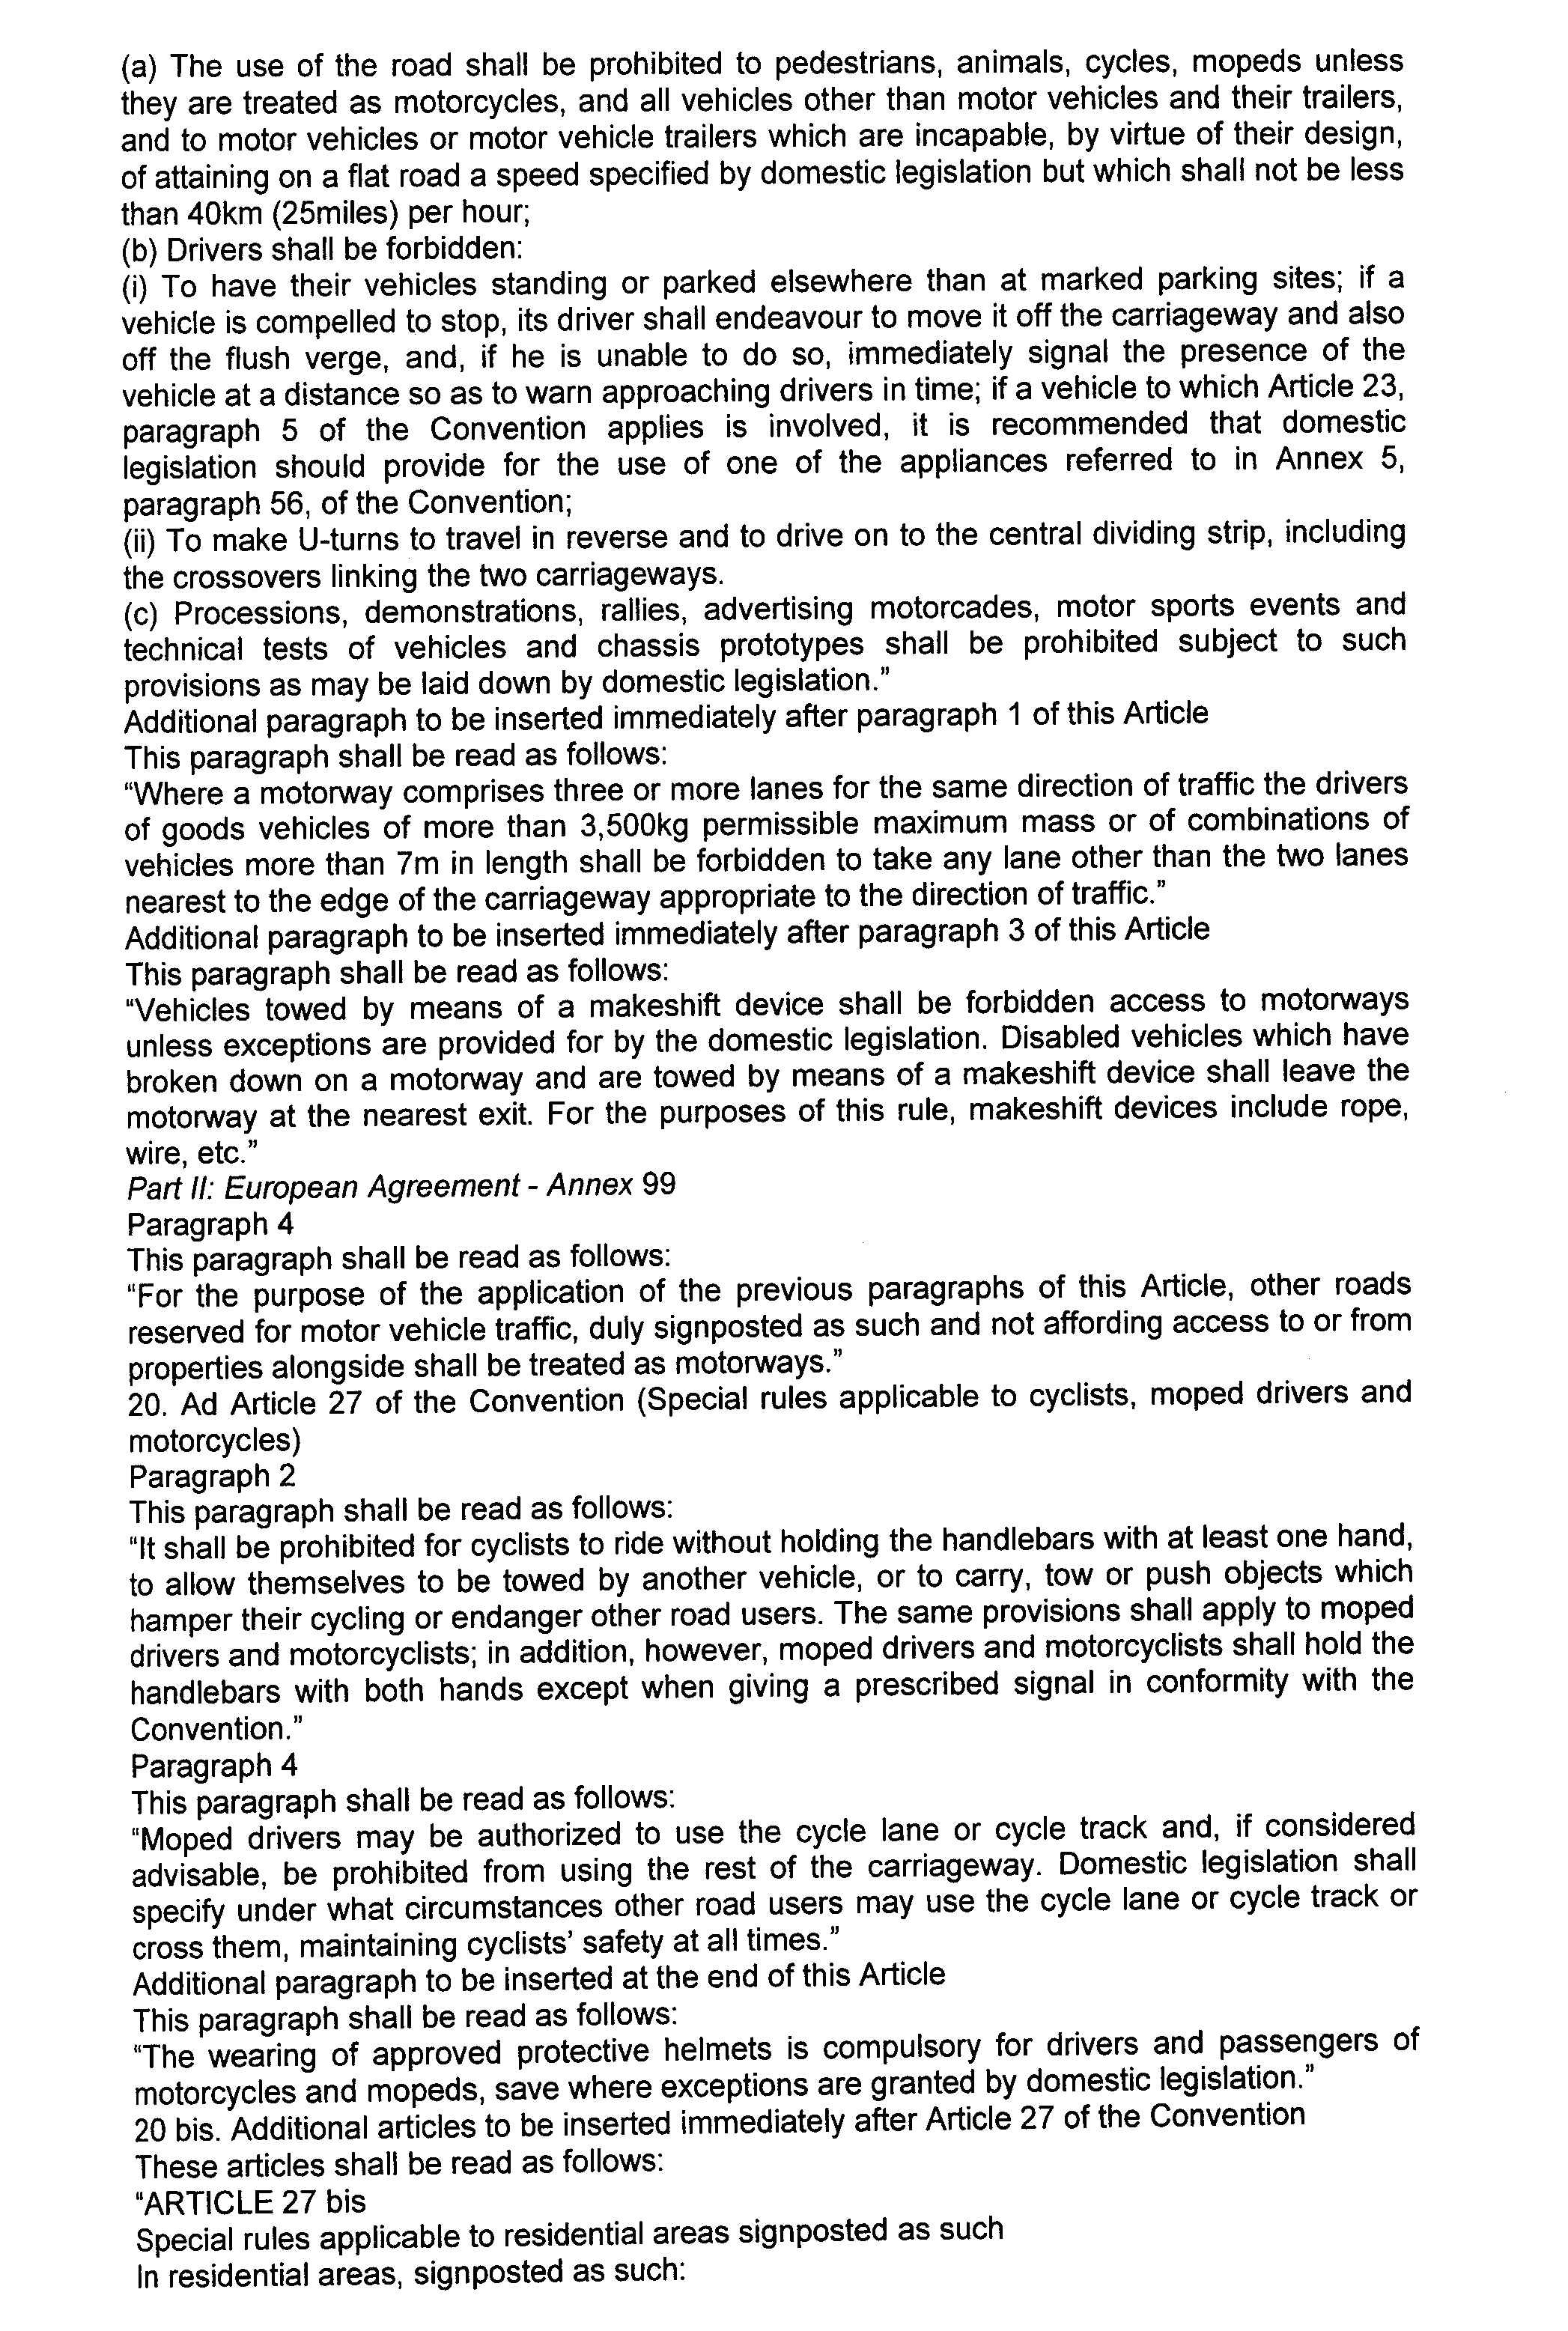 (a) The use of the road shall be prohibited to pedestrians, animals, cycles, mopeds unless
they are treated as motorcycles, and all vehicles other than motor vehicles and their trailers,
and to motor vehicles or motor vehicle trailers which are incapable, by virtue of their design,
of attaining on a flat road a speed specified by domestic legislation but which shall not be less
than 40km (25miles) per hour;
(b) Drivers shall be forbidden:
(i) To have their vehicles standing or parked elsewhere than at marked parking sites; if a
vehicle is compelled to stop, its driver shall endeavour to move it off the carriageway and also
off the flush verge, and, if he is unable to do so, immediately signal the presence of the
vehicle at a distance so as to warn approaching drivers in time; if a vehicle to which Article 23,
paragraph 5 of the Convention applies is involved, it is recommended that domestic
legislation should provide for the use of one of the appliances referred to in Annex 5,
paragraph 56, of the Convention;
(ii) To make U-turns to travel in reverse and to drive on to the central dividing strip, including
the crossovers linking the two carriageways.
(c) Processions, demonstrations, rallies, advertising motorcades, motor sports events and
technical tests of vehicles and chassis prototypes shall be prohibited subject to such
provisions as may be laid down by domestic legislation.”
Additional paragraph to be inserted immediately after paragraph 1 of this Article
This paragraph shall be read as follows:
“Where a motorway comprises three or more lanes for the same direction of traffic the drivers
of goods vehicles of more than 3,500kg permissible maximum mass or of combinations of
vehicles more than 7m in length shall be forbidden to take any lane other than the two lanes
nearest to the edge of the carriageway appropriate to the direction of traffic.”
Additional paragraph to be inserted immediately after paragraph 3 of this Article
This paragraph shall be read as follows:
“Vehicles towed by means of a makeshift device shall be forbidden access to motorways
unless exceptions are provided for by the domestic legislation. Disabled vehicles which have
broken down on a motorway and are towed by means of a makeshift device shall leave the
motorway at the nearest exit. For the purposes of this rule, makeshift devices include rope,
wire, etc.”
Part II: European Agreement - Annex 99
Paragraph 4
This paragraph shall be read as follows:
“For the purpose of the application of the previous paragraphs of this Article, other roads
reserved for motor vehicle traffic, duly signposted as such and not affording access to or from
properties alongside shall be treated as motorways.”
20. Ad Article 27 of the Convention (Special rules applicable to cyclists, moped drivers and
motorcycles)
Paragraph 2
This paragraph shall be read as follows:
“It shall be prohibited for cyclists to ride without holding the handlebars with at least one hand,
to allow themselves to be towed by another vehicle, or to carry, tow or push objects which
hamper their cycling or endanger other road users. The same provisions shall apply to moped
drivers and motorcyclists; in addition, however, moped drivers and motorcyclists shall hold the
handlebars with both hands except when giving a prescribed signal in conformity with the
Convention.”
Paragraph 4
This paragraph shall be read as follows:
“Moped drivers may be authorized to use the cycle lane or cycle track and, if considered
advisable, be prohibited from using the rest of the carriageway. Domestic legislation shall
specify under what circumstances other road users may use the cycle lane or cycle track or
cross them, maintaining cyclists’ safety at all times.”
Additional paragraph to be inserted at the end of this Article
This paragraph shall be read as follows:
“The wearing of approved protective helmets is compulsory for drivers and passengers of
motorcycles and mopeds, save where exceptions are granted by domestic legislation.”
20 bis. Additional articles to be inserted immediately after Article 27 of the Convention
These articles shall be read as follows:
“ARTICLE 27 bis
Special rules applicable to residential areas signposted as such
In residential areas, signposted as such: